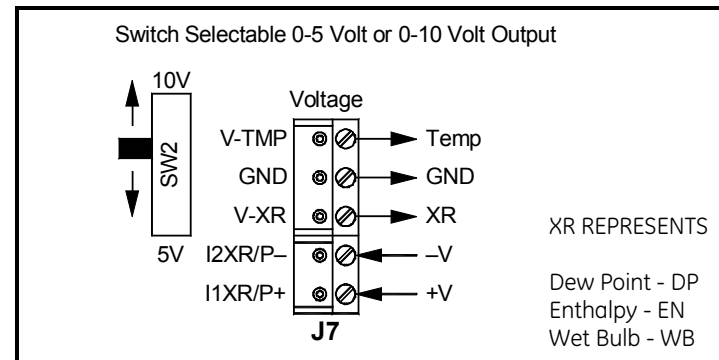 Switch Selectable 0-5 Volt or 0-10 Volt Output
10V
Voltage
SW2
V-TMP Temp
GND GND
V-XR XR
5V I2XR/P– –V
I1XR/P+ +V
J7
XR REPRESENTS
Dew Point - DP
Enthalpy - EN
Wet Bulb - WB